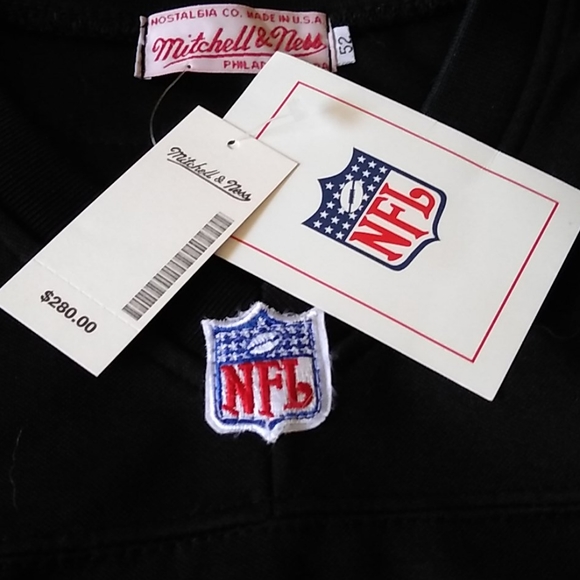 NOSTALGIA CO. MADE IN U.S.A
Mitchell & Ness
PHILA
52
Mitchell & Ness
$280.00
NFL
NFL